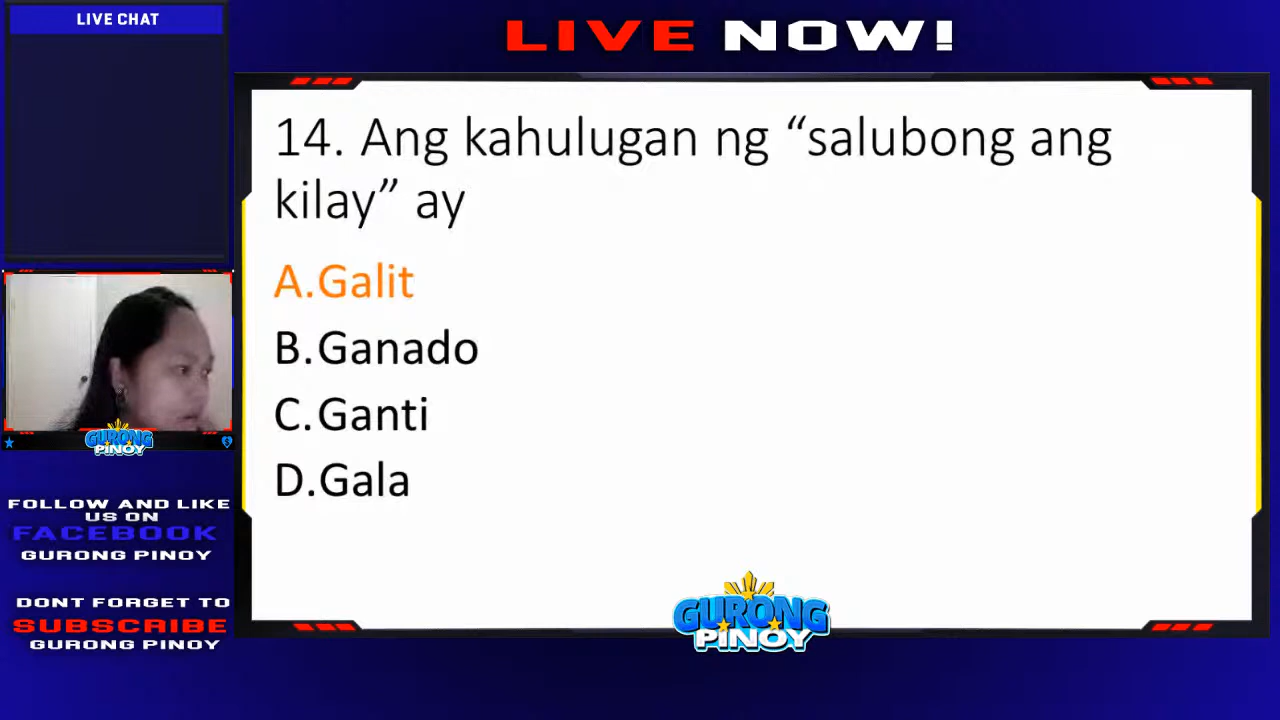 LIVE CHAT
LIVE NOW!
14. Ang kahulugan ng “salubong ang
kilay” ay
A.Galit
B.Ganado
C.Ganti
D.Gala
GURONG
PINOY
FOLLOW AND LIKE
US ON
FACEBOOK
GURONG PINOY
DONT FORGET TO
SUBSCRIBE
GURONG PINOY
GURONG
PINOY